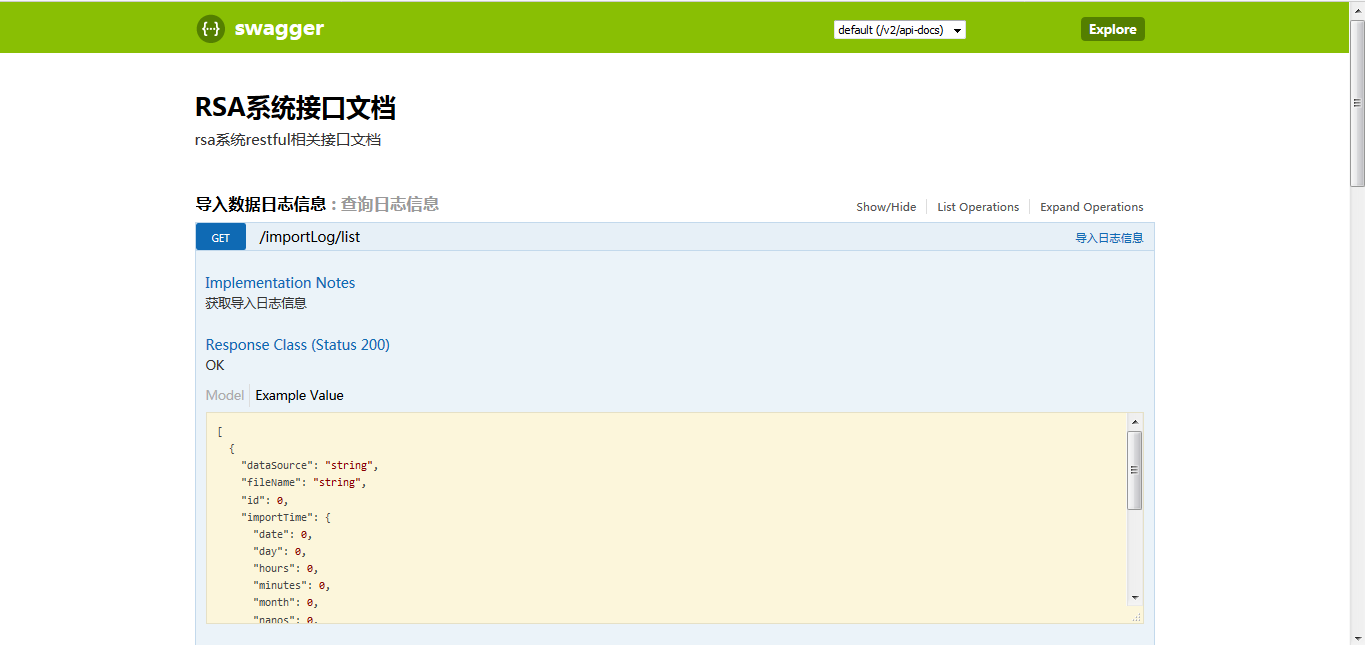 {··} swagger
default (/v2/api-docs)
Explore
RSA系统接口文档
rsa系统restful相关接口文档
导入数据日志信息 : 查询日志信息
Show/Hide
List Operations
Expand Operations
GET
/importLog/list
导入日志信息
Implementation Notes
获取导入日志信息
Response Class (Status 200)
OK
Model
Example Value
[
{
"dataSource": "string",
"fileName": "string",
"id": 0,
"importTime": {
"date": 0,
"day": 0,
"hours": 0,
"minutes": 0,
"month": 0,
"nanos": 0,